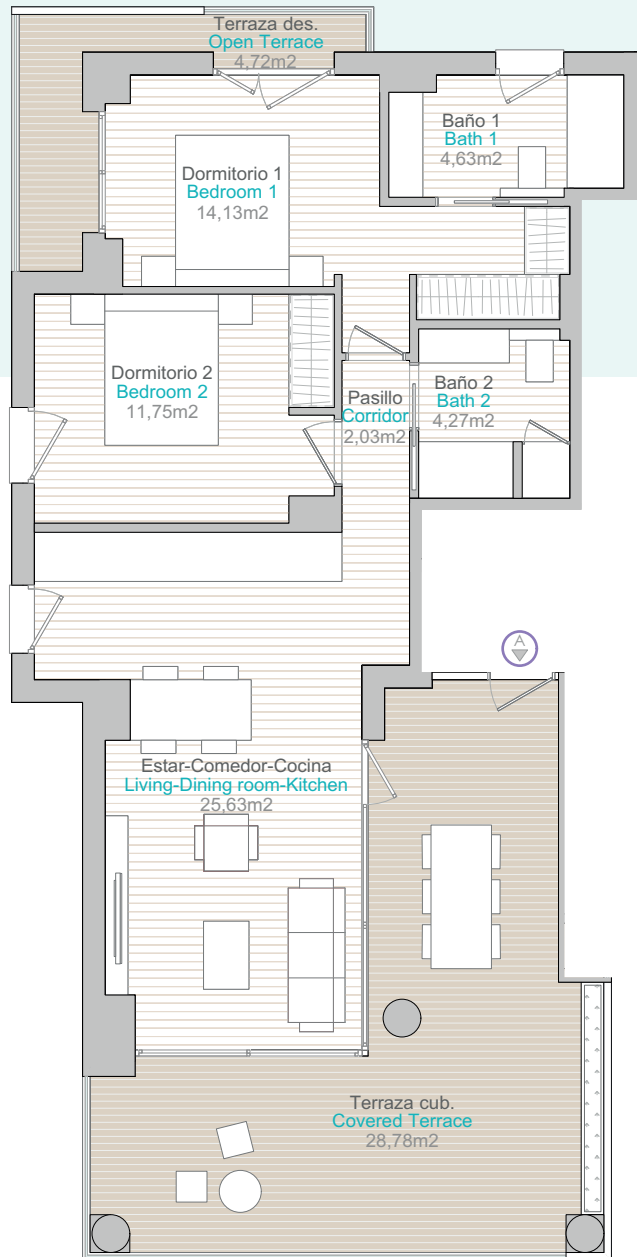 Terraza des.
Open Terrace
4,72m2
Baño 1
Bath 1
4,63m2
Dormitorio 1
Bedroom 1
14,13m2
Dormitorio 2
Bedroom 2
11,75m2
Pasillo
Corridor
2,03m2
Baño 2
Bath 2
4,27m2
A
Estar-Comedor-Cocina
Living-Dining room-Kitchen
25,63m2
Terraza cub.
Covered Terrace
28,78m2